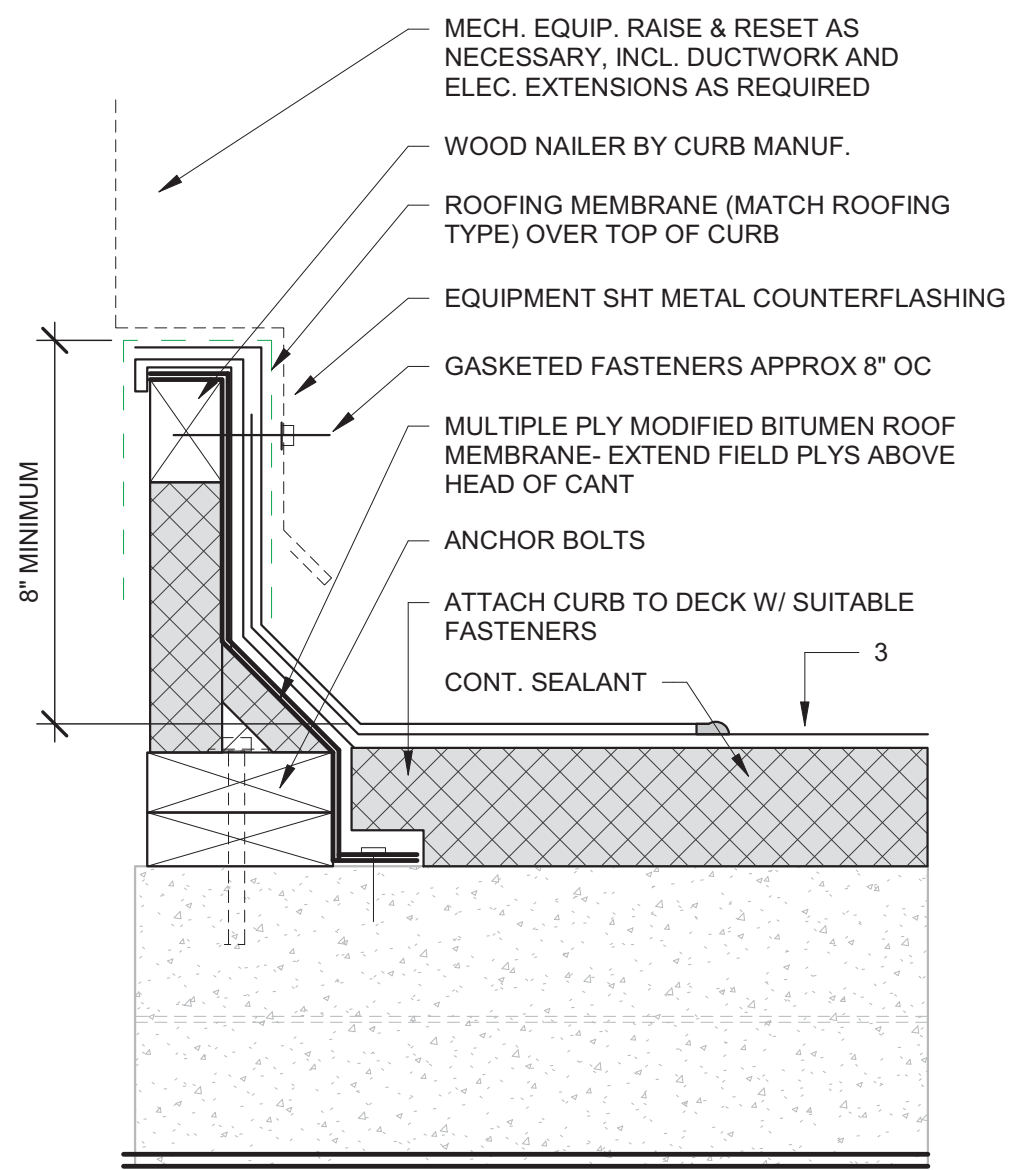 MECH. EQUIP. RAISE & RESET AS
NECESSARY, INCL. DUCTWORK AND
ELEC. EXTENSIONS AS REQUIRED
WOOD NAILER BY CURB MANUF.
ROOFING MEMBRANE (MATCH ROOFING
TYPE) OVER TOP OF CURB
EQUIPMENT SHT METAL COUNTERFLASHING
GASKETED FASTENERS APPROX 8" OC
MULTIPLE PLY MODIFIED BITUMEN ROOF
MEMBRANE- EXTEND FIELD PLYS ABOVE
HEAD OF CANT
8" MINIMUM
ANCHOR BOLTS
ATTACH CURB TO DECK W/ SUITABLE
FASTENERS
3
CONT. SEALANT